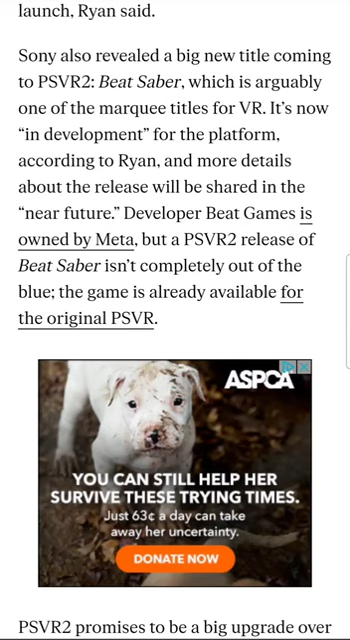 launch, Ryan said.
Sony also revealed a big new title coming
to PSVR2: Beat Saber, which is arguably
one of the marquee titles for VR. It’s now
“in development” for the platform,
according to Ryan, and more details
about the release will be shared in the
“near future.” Developer Beat Games is
owned by Meta, but a PSVR2 release of
Beat Saber isn’t completely out of the
blue; the game is already available for
the original PSVR.
ASPCA
YOU CAN STILL HELP HER
SURVIVE THESE TRYING TIMES.
Just 63¢ a day can take
away her uncertainty.
DONATE NOW
PSVR2 promises to be a big upgrade over